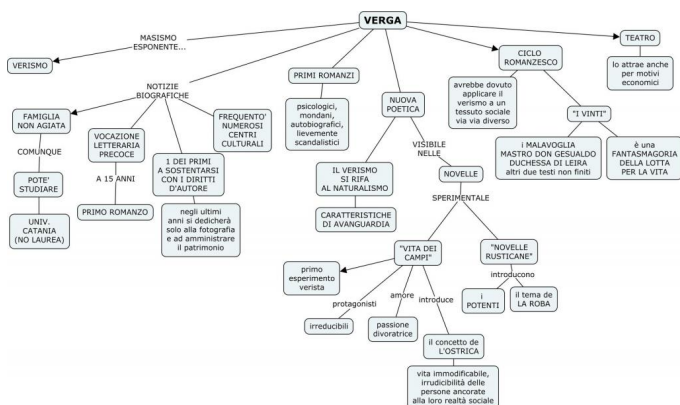 VERGA
MASISMO
ESPONENTE...
VERISMO
NOTIZIE
BIOGRAFICHE
FAMIGLIA
NON AGIATA
COMUNQUE
POTE'
STUDIARE
UNIV.
CATANIA
(NO LAUREA)
VOCAZIONE
LETTERARIA
PRECOCE
A 15 ANNI
PRIMO ROMANZO
1 DEI PRIMI
A SOSTENTARSI
CON I DIRITTI
D'AUTORE
negli ultimi
anni si dedicherà
solo alla fotografia
e ad amministrare
il patrimonio
FREQUENTO'
NUMEROSI
CENTRI
CULTURALI
PRIMI ROMANZI
psicologici,
mondani,
autobiografici,
lievemente
scandalistici
NUOVA
POETICA
IL VERISMO
SI RIFA
AL NATURALISMO
CARATTERISTICHE
DI AVANGUARDIA
VISIBILE
NELLE
NOVELLE
SPERIMENTALE
"VITA DEI
CAMPI"
primo
esperimento
verista
protagonisti
irreducibili
amore
passione
divoratrice
introduce
il concetto de
L'OSTRICA
vita immodificabile,
irrudicibilità delle
persone ancorate
alla loro realtà sociale
"NOVELLE
RUSTICANE"
introducono
i
POTENTI
il tema de
LA ROBA
CICLO
ROMANZESCO
avrebbe dovuto
applicare il
verismo a un
tessuto sociale
via via diverso
"I VINTI"
i MALAVOGLIA
MASTRO DON GESUALDO
DUCHESSA DI LEIRA
altri due testi non finiti
è una
FANTASMAGORIA
DELLA LOTTA
PER LA VITA
TEATRO
lo attrae anche
per motivi
economici